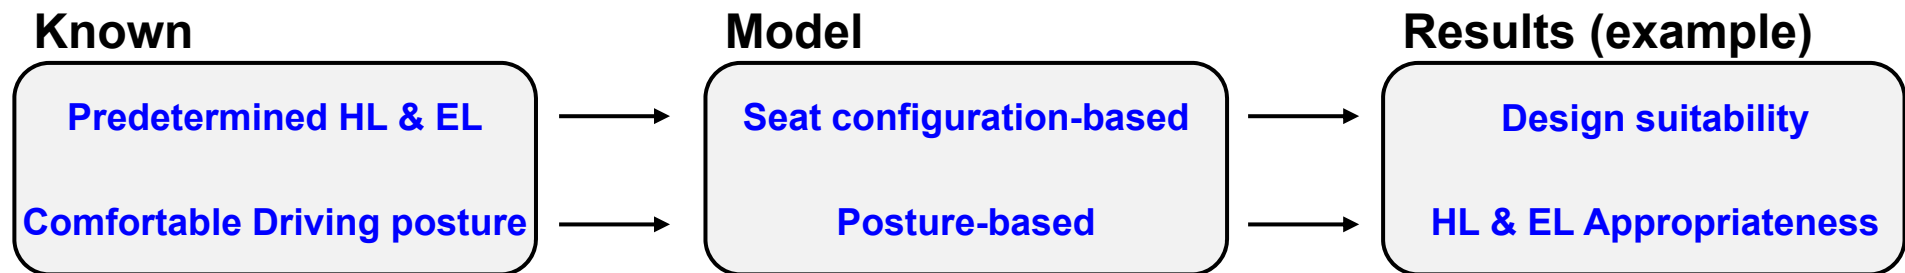 Known
Model
Results (example)
Predetermined HL & EL
Seat configuration-based
Design suitability
Comfortable Driving posture
Posture-based
HL & EL Appropriateness